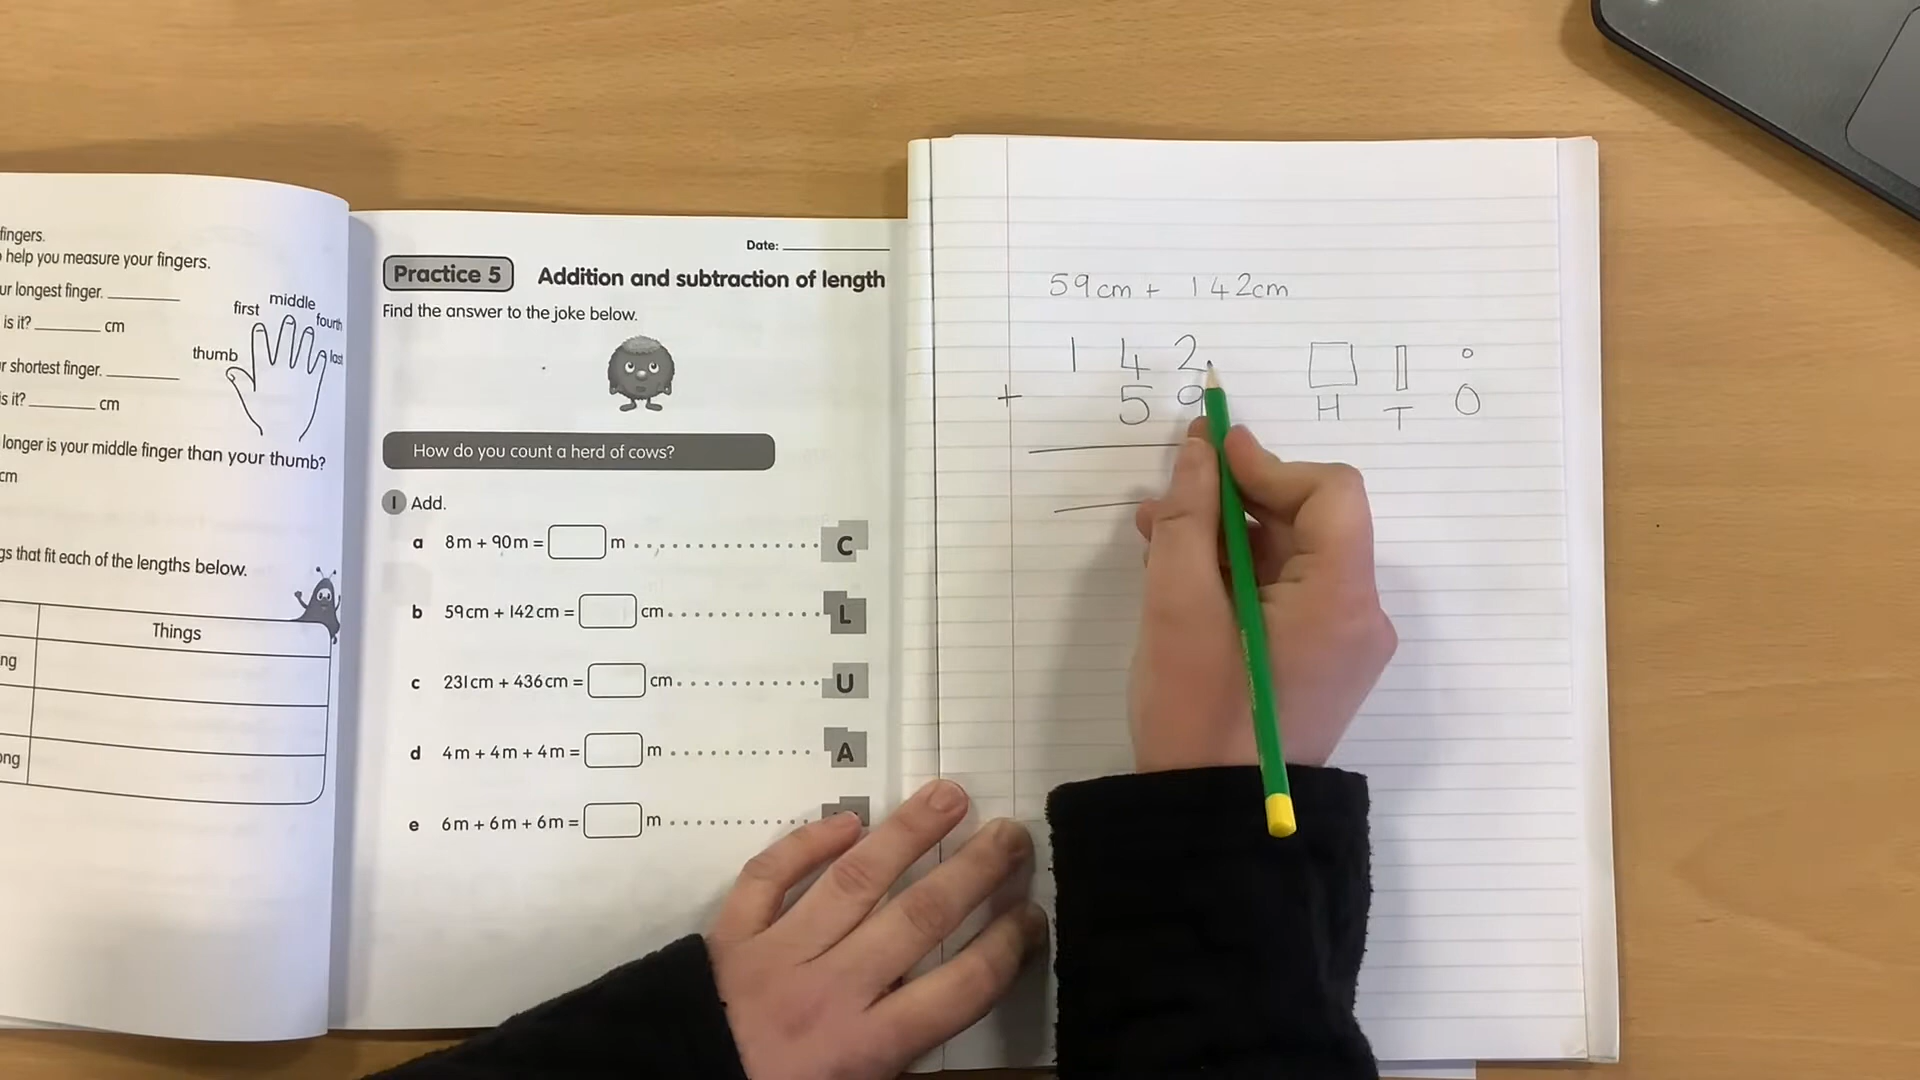 fingers.
help you measure your fingers.
ur longest finger.
is it? cm
r shortest finger.
is it? cm
longer is your middle finger than your thumb?
cm
gs that fit each of the lengths below.
Things
ng
ong
thumb
first
middle
fourth
last
Date:
Practice 5 Addition and subtraction of length
Find the answer to the joke below.
How do you count a herd of cows?
1 Add.
a 8m + 90m = m C
b 59cm + 142cm = cm L
c 231cm + 436cm = cm U
d 4m + 4m + 4m = m A
e 6m + 6m + 6m = m
59cm + 142cm
1 4 2
+ 5 9
H T O